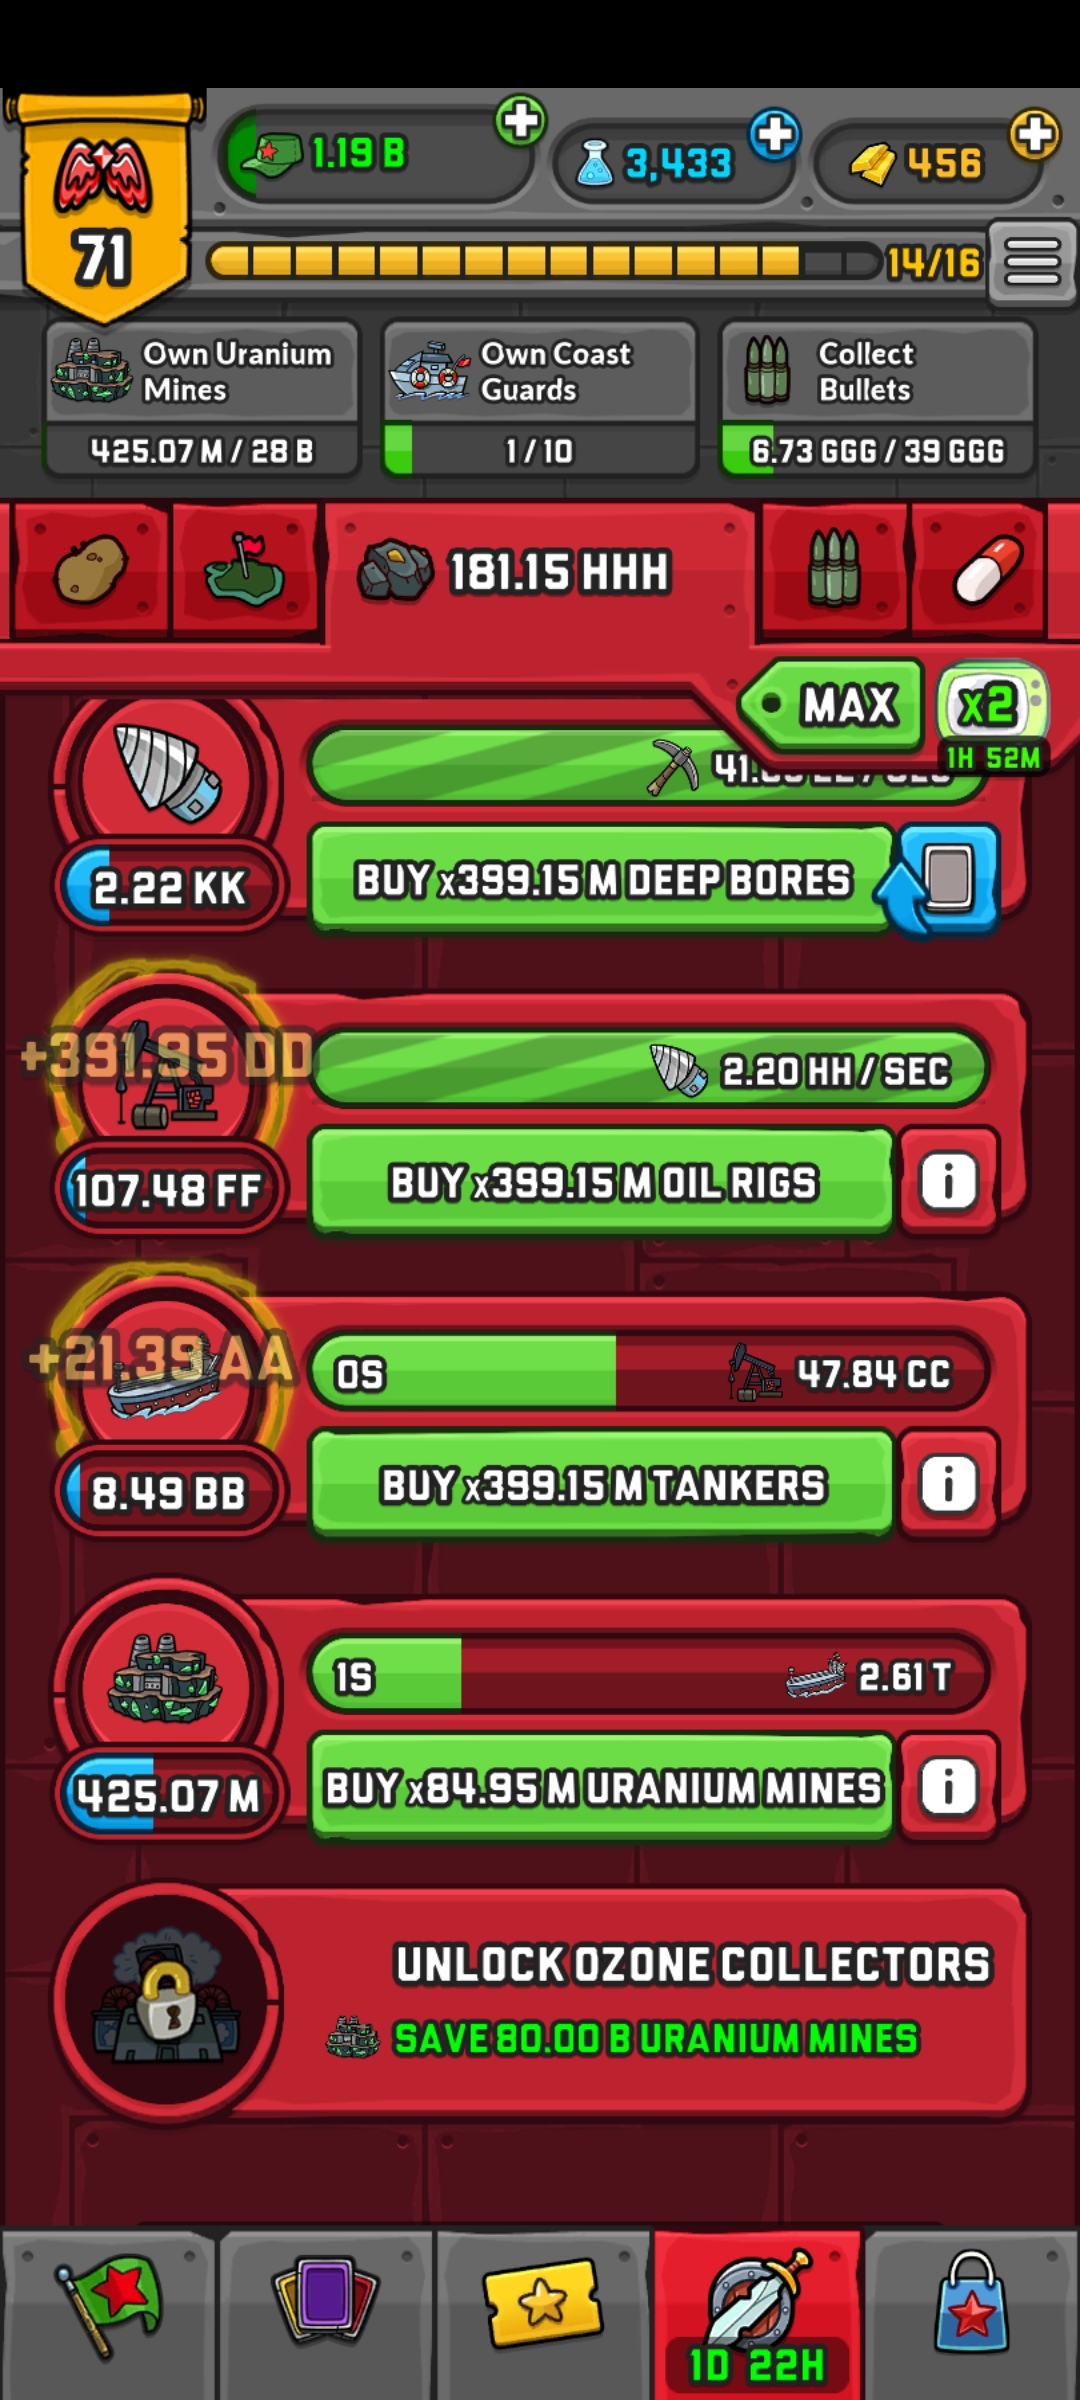 71
1.19 B
3,433
456
14/16
Own Uranium
Mines
425.07 M / 28 B
Own Coast
Guards
1 / 10
Collect
Bullets
6.73 GGG / 39 GGG
181.15 HHH
MAX
x2
1H 52M
2.22 KK
BUY x399.15 M DEEP BORES
+391.95 DD
2.20 HH / SEC
107.48 FF
BUY x399.15 M OIL RIGS
i
+21.39 AA
0S
47.84 CC
8.49 BB
BUY x399.15 M TANKERS
i
1S
2.61 T
425.07 M
BUY x84.95 M URANIUM MINES
i
UNLOCK OZONE COLLECTORS
SAVE 80.00 B URANIUM MINES
1D 22H